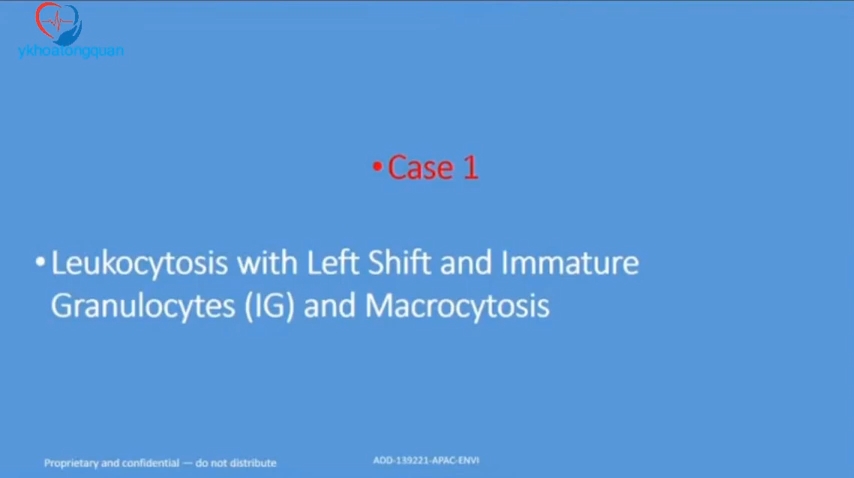 ykhoatongquan
•Case 1
•Leukocytosis with Left Shift and Immature
Granulocytes (IG) and Macrocytosis
Proprietary and confidential — do not distribute
ADD-139221-APAC-ENVI